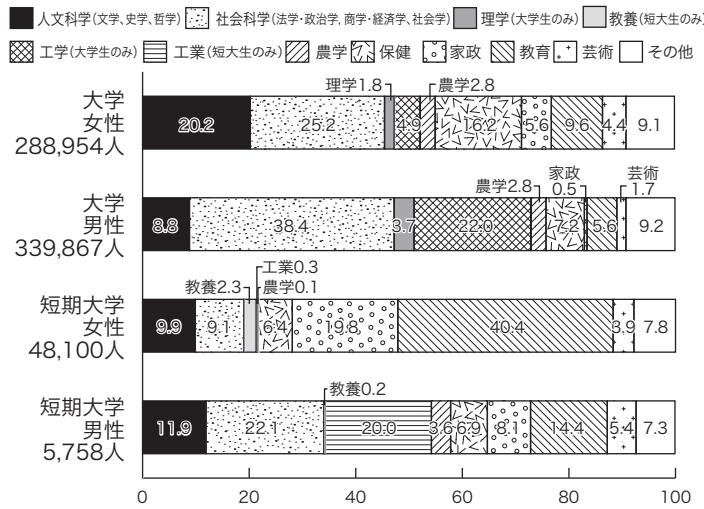 人文科学(文学、史学、哲学) 社会科学(法学・政治学、商学・経済学、社会学) 理学(大学生のみ) 教養(短大生のみ)
工学(大学生のみ) 工業(短大生のみ) 農学 保健 家政 教育 芸術 その他
理学1.8 農学2.8
大学
女性
288,954人
20.2 25.2 4.9 16.2 5.6 9.6 4.4 9.1
農学2.8 家政 0.5 芸術 1.7
大学
男性
339,867人
8.8 38.4 3.7 22.0 7.2 5.6 9.2
工業0.3
教養2.3 農学0.1
短期大学
女性
48,100人
9.9 9.1 6.4 19.8 40.4 3.9 7.8
教養0.2
短期大学
男性
5,758人
11.9 22.1 20.0 3.6 6.9 8.1 14.4 5.4 7.3
0 20 40 60 80 100